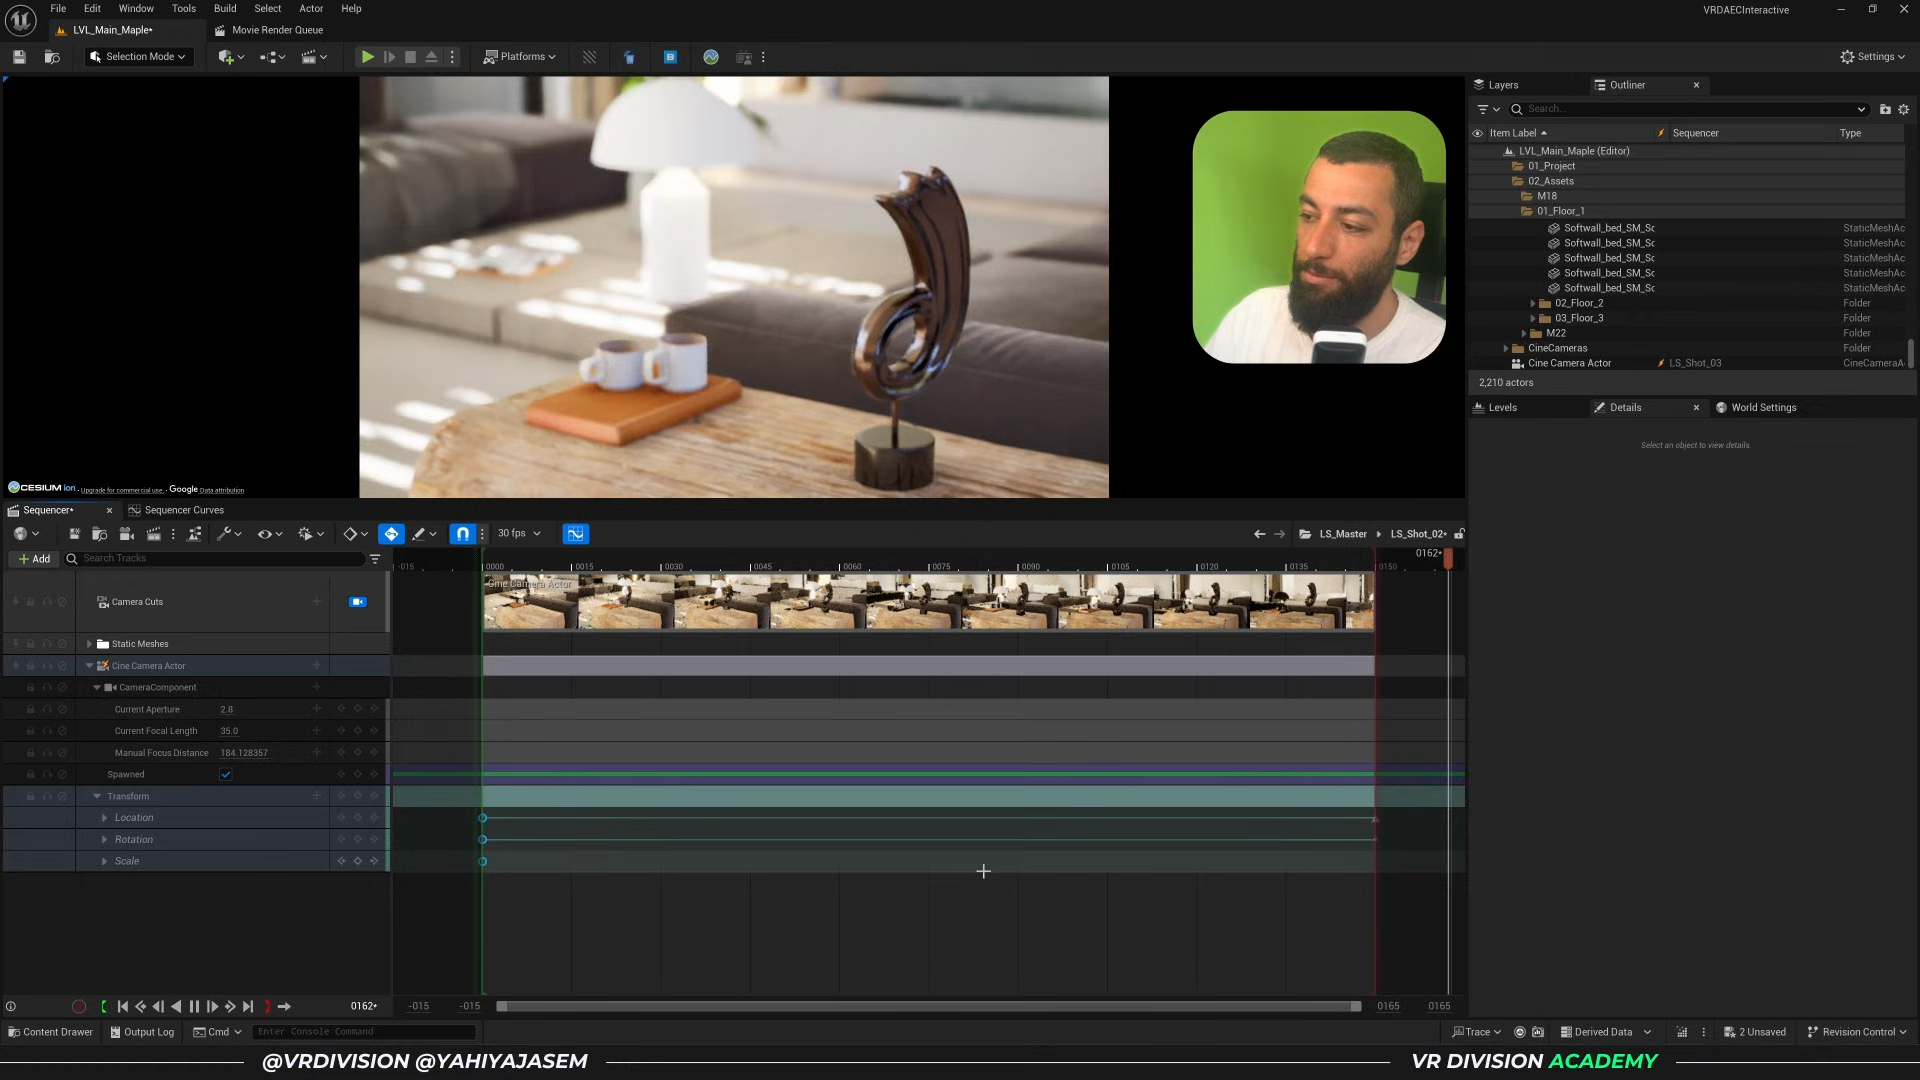 File Edit Window Tools Build Select Actor Help
VRDAECInteractive
LVL_Main_Maple*
Movie Render Queue
Selection Mode
Platforms
Settings
Layers
Outliner
Search...
Item Label
Sequencer
Type
LVL_Main_Maple (Editor)
01_Project
02_Assets
M18
01_Floor_1
Softwall_bed_SM_Sc StaticMeshAc
Softwall_bed_SM_Sc StaticMeshAc
Softwall_bed_SM_Sc StaticMeshAc
Softwall_bed_SM_Sc StaticMeshAc
Softwall_bed_SM_Sc StaticMeshAc
02_Floor_2 Folder
03_Floor_3 Folder
M22 Folder
CineCameras Folder
Cine Camera Actor LS_Shot_03 CineCameraA
2,210 actors
Levels
Details
World Settings
Select an object to view details.
CESIUM ion Upgrade for commercial use. Google Data attribution
Sequencer*
Sequencer Curves
30 fps
LS_Master
LS_Shot_02*
Add
Search Tracks
0162*
-015 0000 0015 0030 0045 0060 0075 0090 0105 0120 0135 0150
Cine Camera Actor
Camera Cuts
Static Meshes
Cine Camera Actor
CameraComponent
Current Aperture 2.8
Current Focal Length 35.0
Manual Focus Distance 184.128357
Spawned
Transform
Location
Rotation
Scale
0162* -015 -015 0165 0165
Content Drawer
Output Log
Cmd
Enter Console Command
Trace
Derived Data
2 Unsaved
Revision Control
@VRDIVISION @YAHIYAJASEM
VR DIVISION ACADEMY